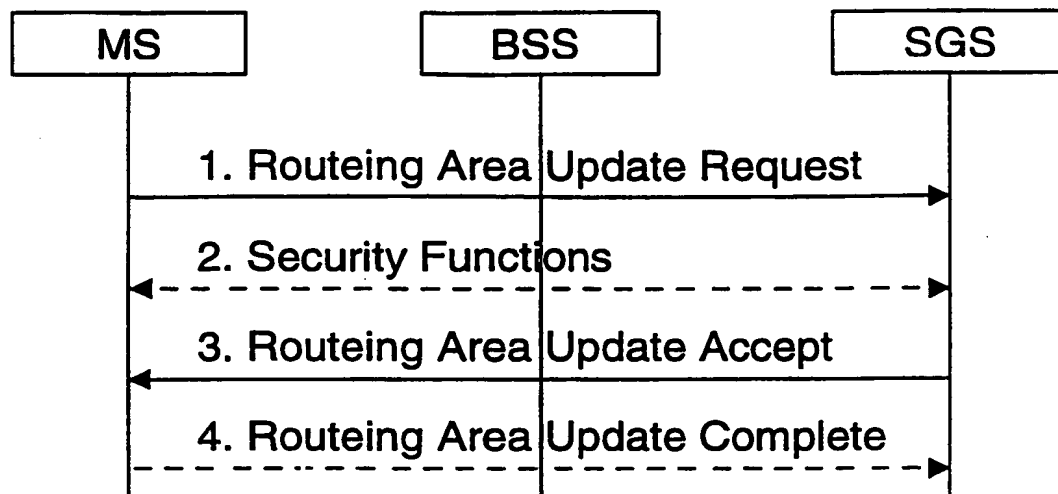 MS
BSS
SGS
1. Routeing Area Update Request
2. Security Functions
3. Routeing Area Update Accept
4. Routeing Area Update Complete